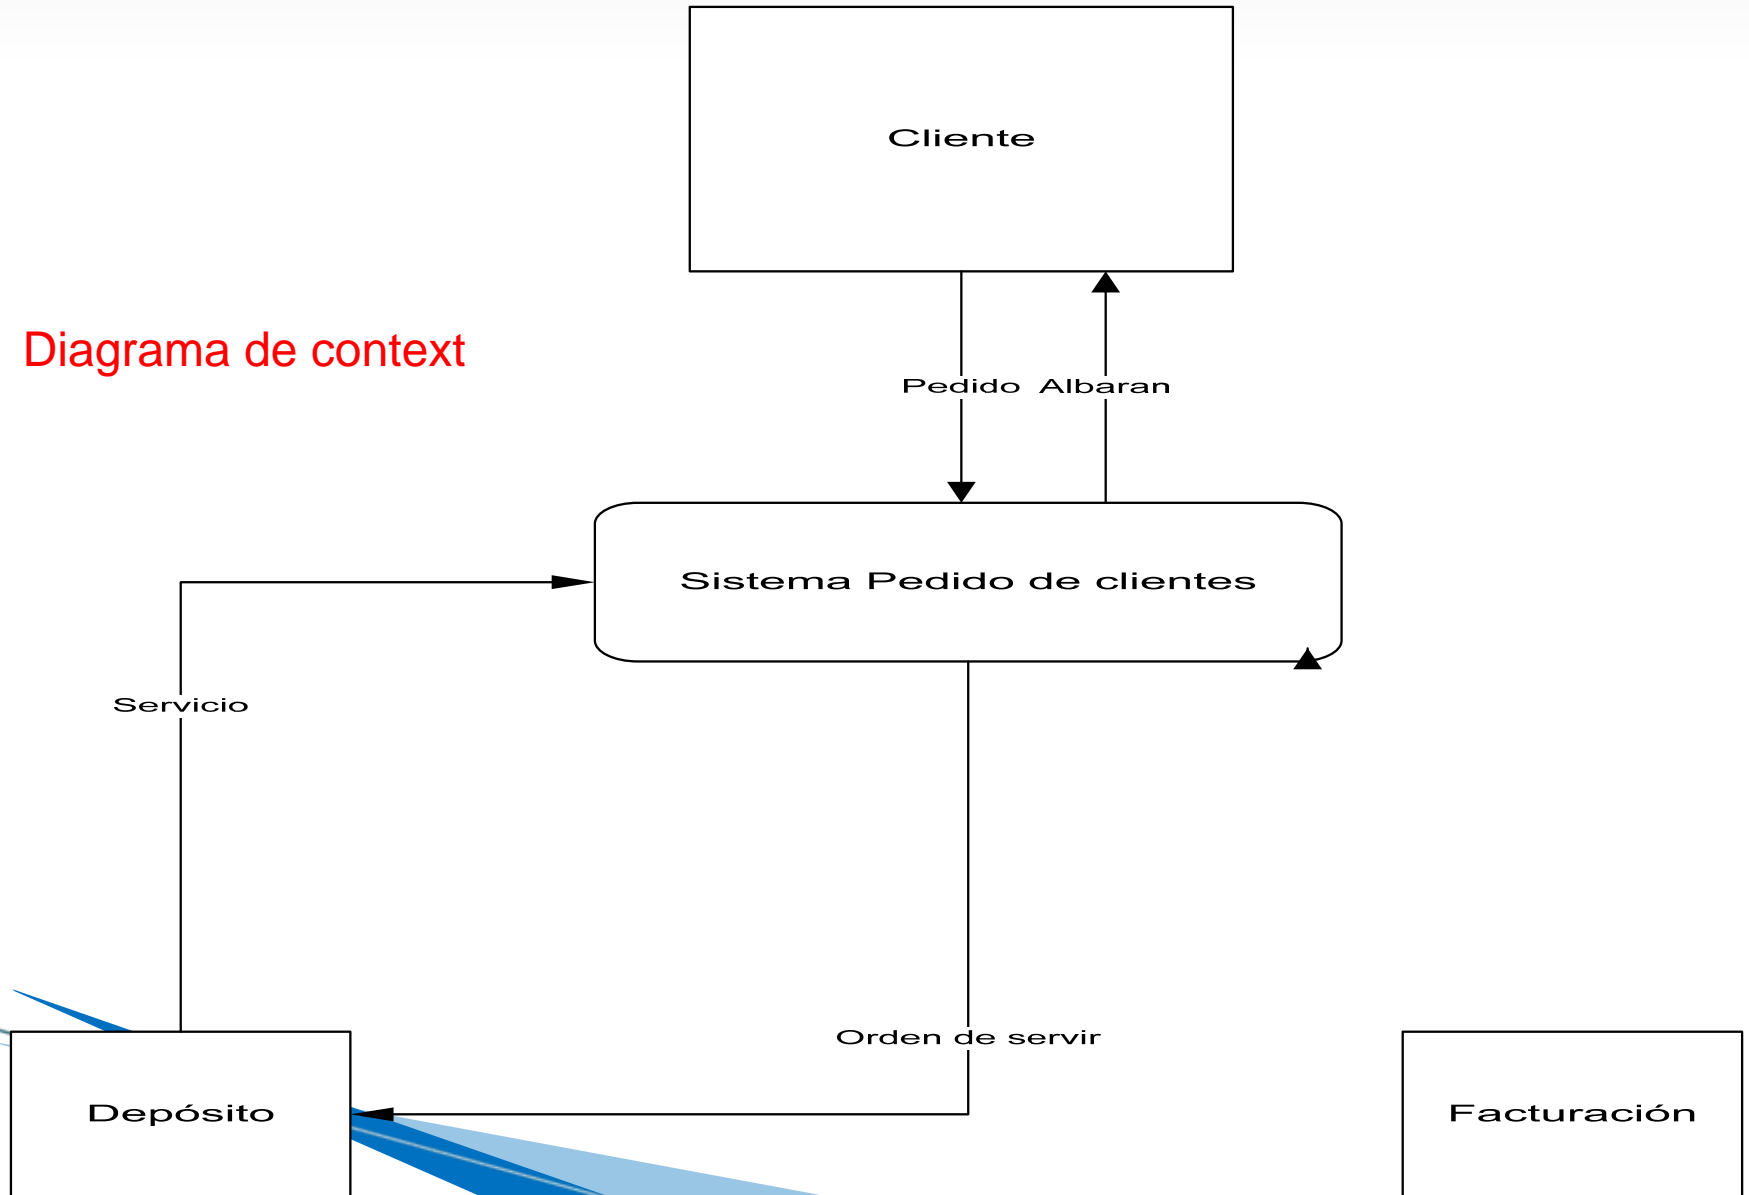 Cliente
Diagrama de context
Pedido Albaran
Sistema Pedido de clientes
Servicio
Orden de servir
Depósito
Facturación